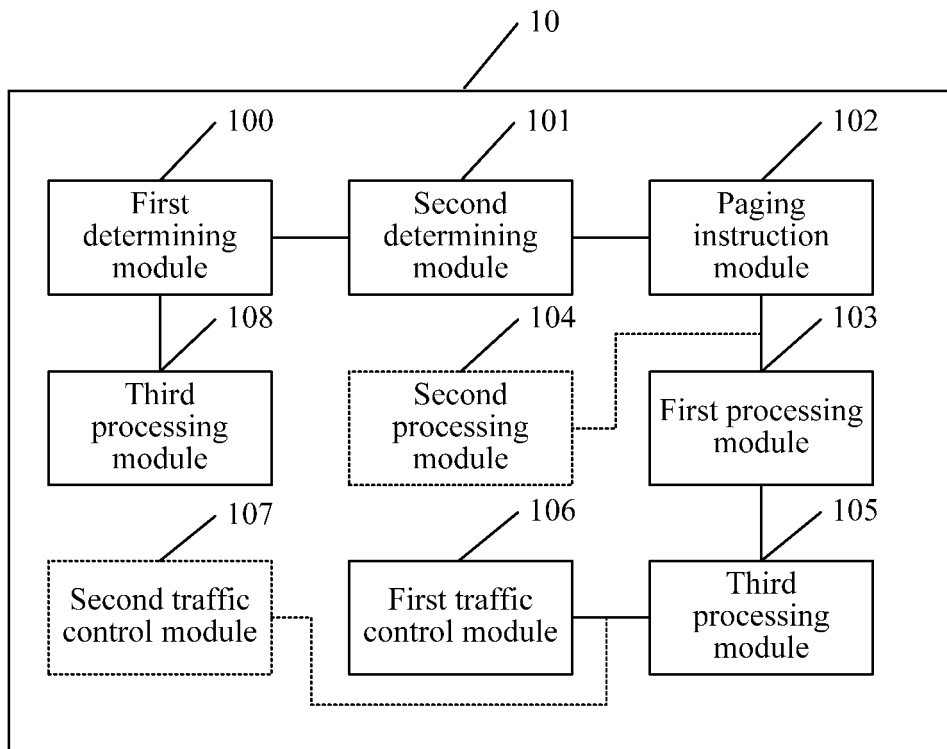 10
100
101
102
First
determining
module
Second
determining
module
Paging
instruction
module
108
104
103
Third
processing
module
Second
processing
module
First processing
module
107
106
105
Second traffic
control module
First traffic
control module
Third
processing
module